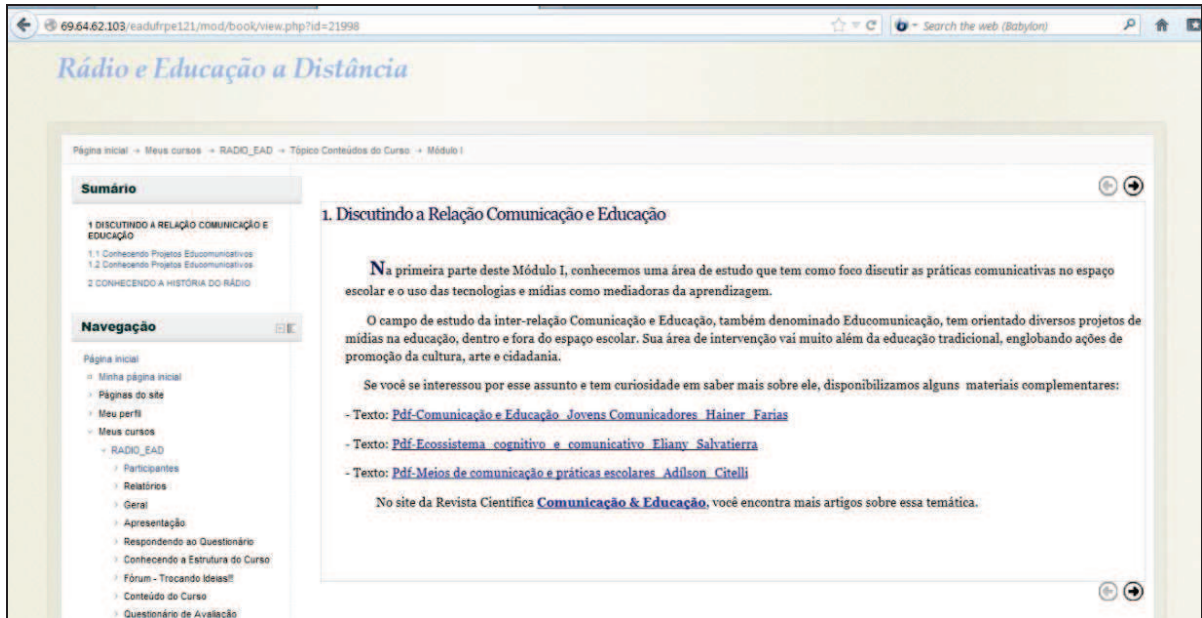 69.64.62.103/eadufrpe121/mod/book/view.php?id=21998
Search the web (Babylon)
Rádio e Educação a Distância
Página inicial → Meus cursos → RADIO_EAD → Tópico Conteúdos do Curso → Módulo I
Sumário
1 DISCUTINDO A RELAÇÃO COMUNICAÇÃO E
EDUCAÇÃO
1.1 Conhecendo Projetos Educomunicativos
1.2 Conhecendo Projetos Educomunicativos
2 CONHECENDO A HISTÓRIA DO RÁDIO
Navegação
Página inicial
Minha página inicial
Páginas do site
Meu perfil
Meus cursos
RADIO_EAD
Participantes
Relatórios
Geral
Apresentação
Respondendo ao Questionário
Conhecendo a Estrutura do Curso
Fórum - Trocando Ideias!!
Conteúdo do Curso
Questionário de Avaliação
1. Discutindo a Relação Comunicação e Educação
Na primeira parte deste Módulo I, conhecemos uma área de estudo que tem como foco discutir as práticas comunicativas no espaço
escolar e o uso das tecnologias e mídias como mediadoras da aprendizagem.
O campo de estudo da inter-relação Comunicação e Educação, também denominado Educomunicação, tem orientado diversos projetos de
mídias na educação, dentro e fora do espaço escolar. Sua área de intervenção vai muito além da educação tradicional, englobando ações de
promoção da cultura, arte e cidadania.
Se você se interessou por esse assunto e tem curiosidade em saber mais sobre ele, disponibilizamos alguns materiais complementares:
- Texto: Pdf-Comunicação e Educação_Jovens Comunicadores_Hainer_Farias
- Texto: Pdf-Ecossistema_cognitivo_e_comunicativo_Eliany_Salvatierra
- Texto: Pdf-Meios de comunicação e práticas escolares_Adílson_Citelli
No site da Revista Científica Comunicação & Educação, você encontra mais artigos sobre essa temática.